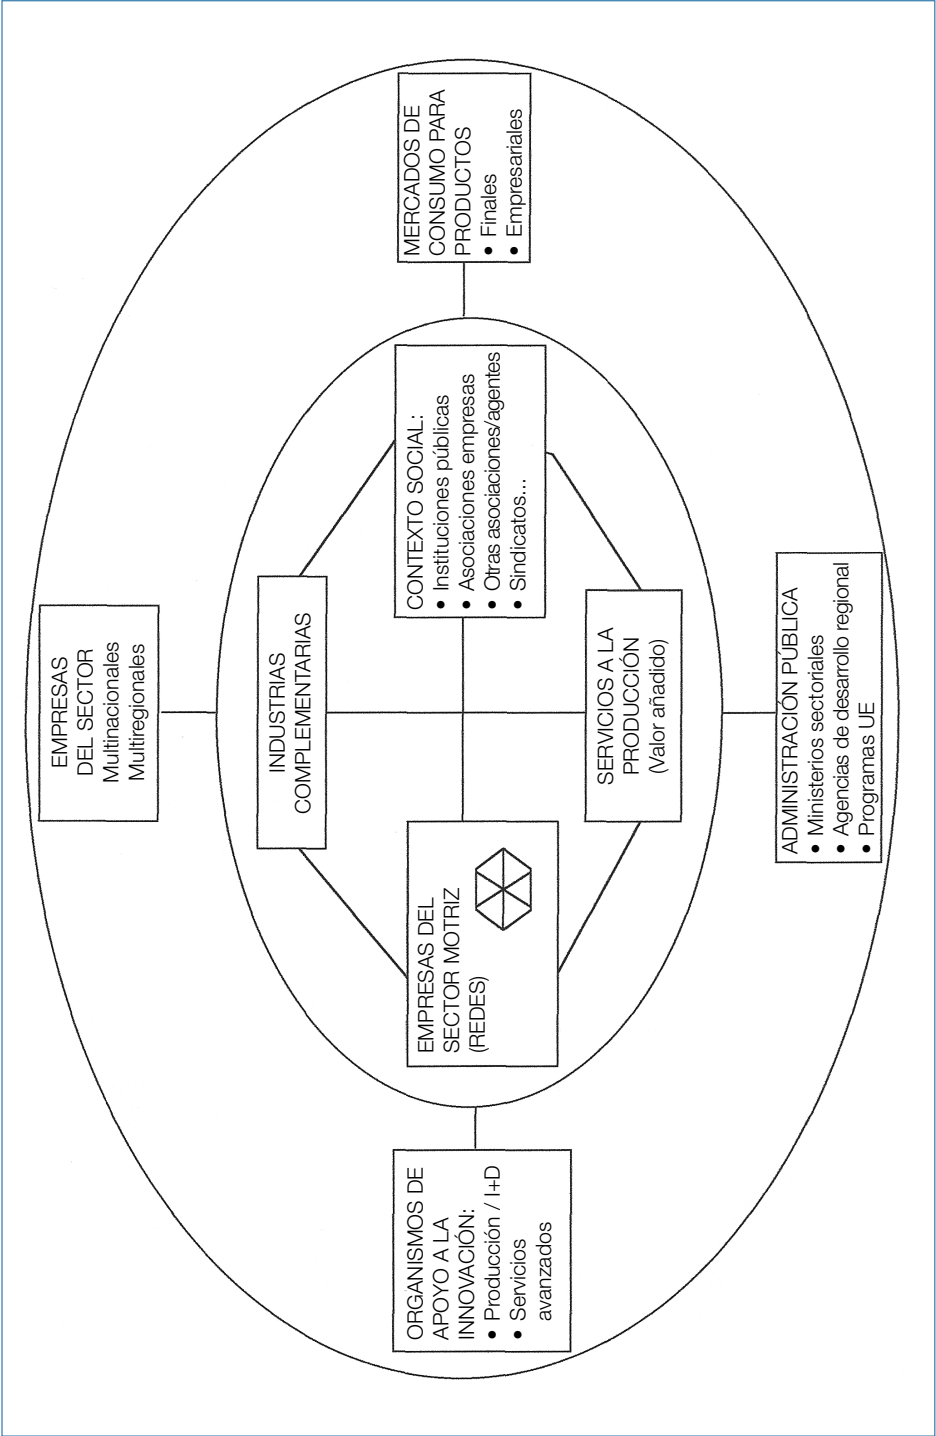 EMPRESAS
DEL SECTOR
Multinacionales
Multiregionales
INDUSTRIAS
COMPLEMENTARIAS
ORGANISMOS DE
APOYO A LA
INNOVACIÓN:
• Producción / I+D
• Servicios
avanzados
EMPRESAS DEL
SECTOR MOTRIZ
(REDES)
CONTEXTO SOCIAL:
• Instituciones públicas
• Asociaciones empresas
• Otras asociaciones/agentes
• Sindicatos...
MERCADOS DE
CONSUMO PARA
PRODUCTOS
• Finales
• Empresariales
SERVICIOS A LA
PRODUCCIÓN
(Valor añadido)
ADMINISTRACIÓN PÚBLICA
• Ministerios sectoriales
• Agencias de desarrollo regional
• Programas UE